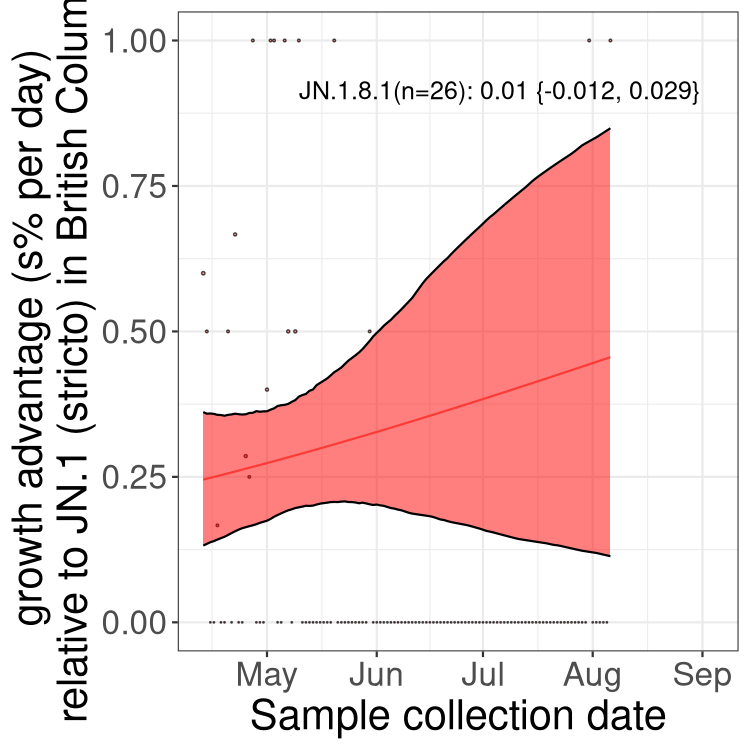 growth advantage (s% per day)
relative to JN.1 (stricto) in British Colum
1.00
0.75
0.50
0.25
0.00
JN.1.8.1(n=26): 0.01 {-0.012, 0.029}
May Jun Jul Aug Sep
Sample collection date